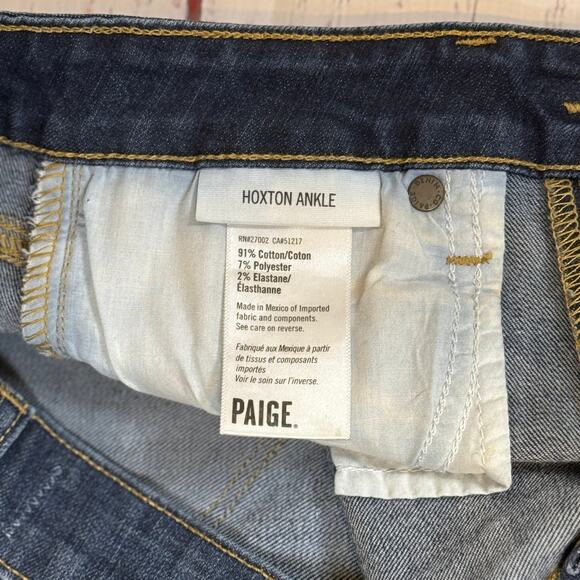 HOXTON ANKLE
RN#27002 CA#51217
91% Cotton/Coton
7% Polyester
2% Elastane/
Élasthanne
Made in Mexico of Imported
fabric and components.
See care on reverse.
Fabriqué aux Mexique à partir
de tissus et composants
importés
Voir le soin sur l'inverse.
PAIGE.